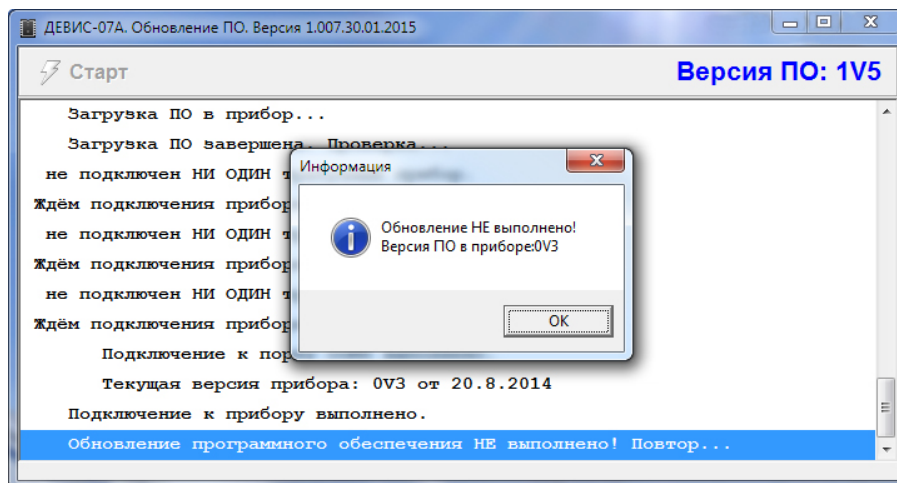 ДЕВИС-07А. Обновление ПО. Версия 1.007.30.01.2015
Старт
Версия ПО: 1V5
Загрузка ПО в прибор...
Загрузка ПО завершена. Проверка...
не подключен НИ ОДИН
Ждём подключения прибор
не подключен НИ ОДИН
Ждём подключения прибор
не подключен НИ ОДИН
Ждём подключения прибор
Подключение к
Текущая версия прибора: 0V3 от 20.8.2014
Подключение к прибору выполнено.
Обновление программного обеспечения НЕ выполнено! Повтор...
Информация
Обновление НЕ выполнено!
Версия ПО в приборе:0V3
OK